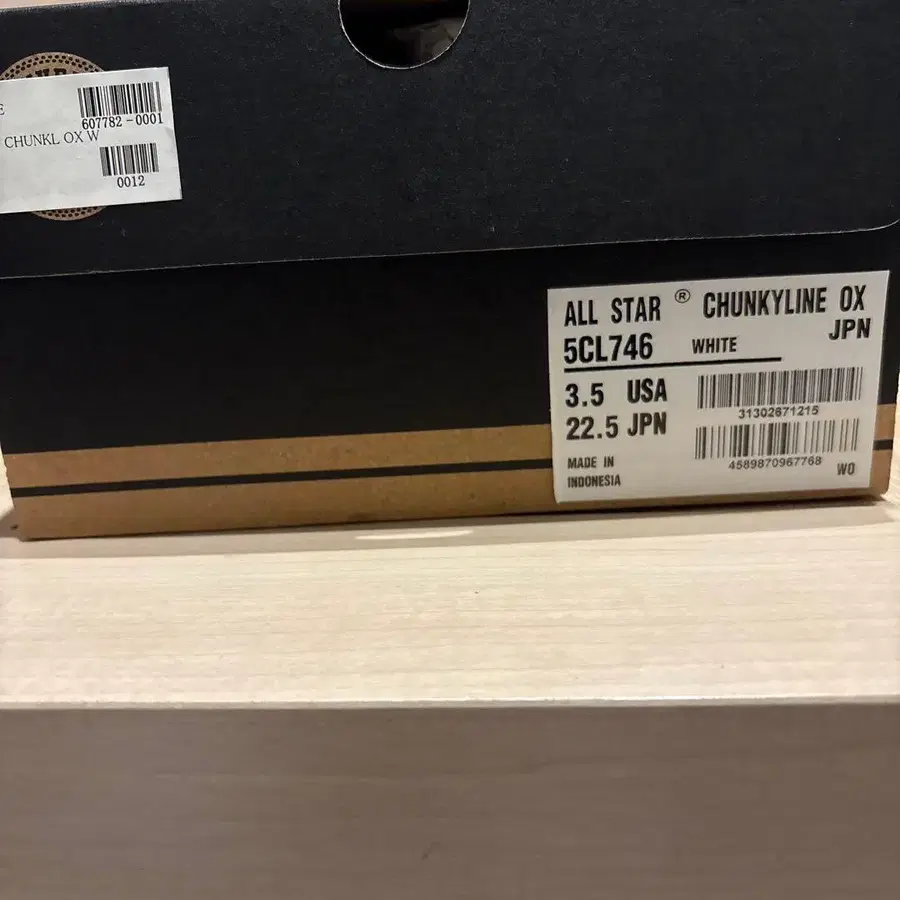 E
607782-0001
CHUNKL OX W
0012
ALL STAR ® CHUNKYLINE OX
JPN
5CL746 WHITE
3.5 USA
31302671215
22.5 JPN
4589870967768
MADE IN
INDONESIA
WO